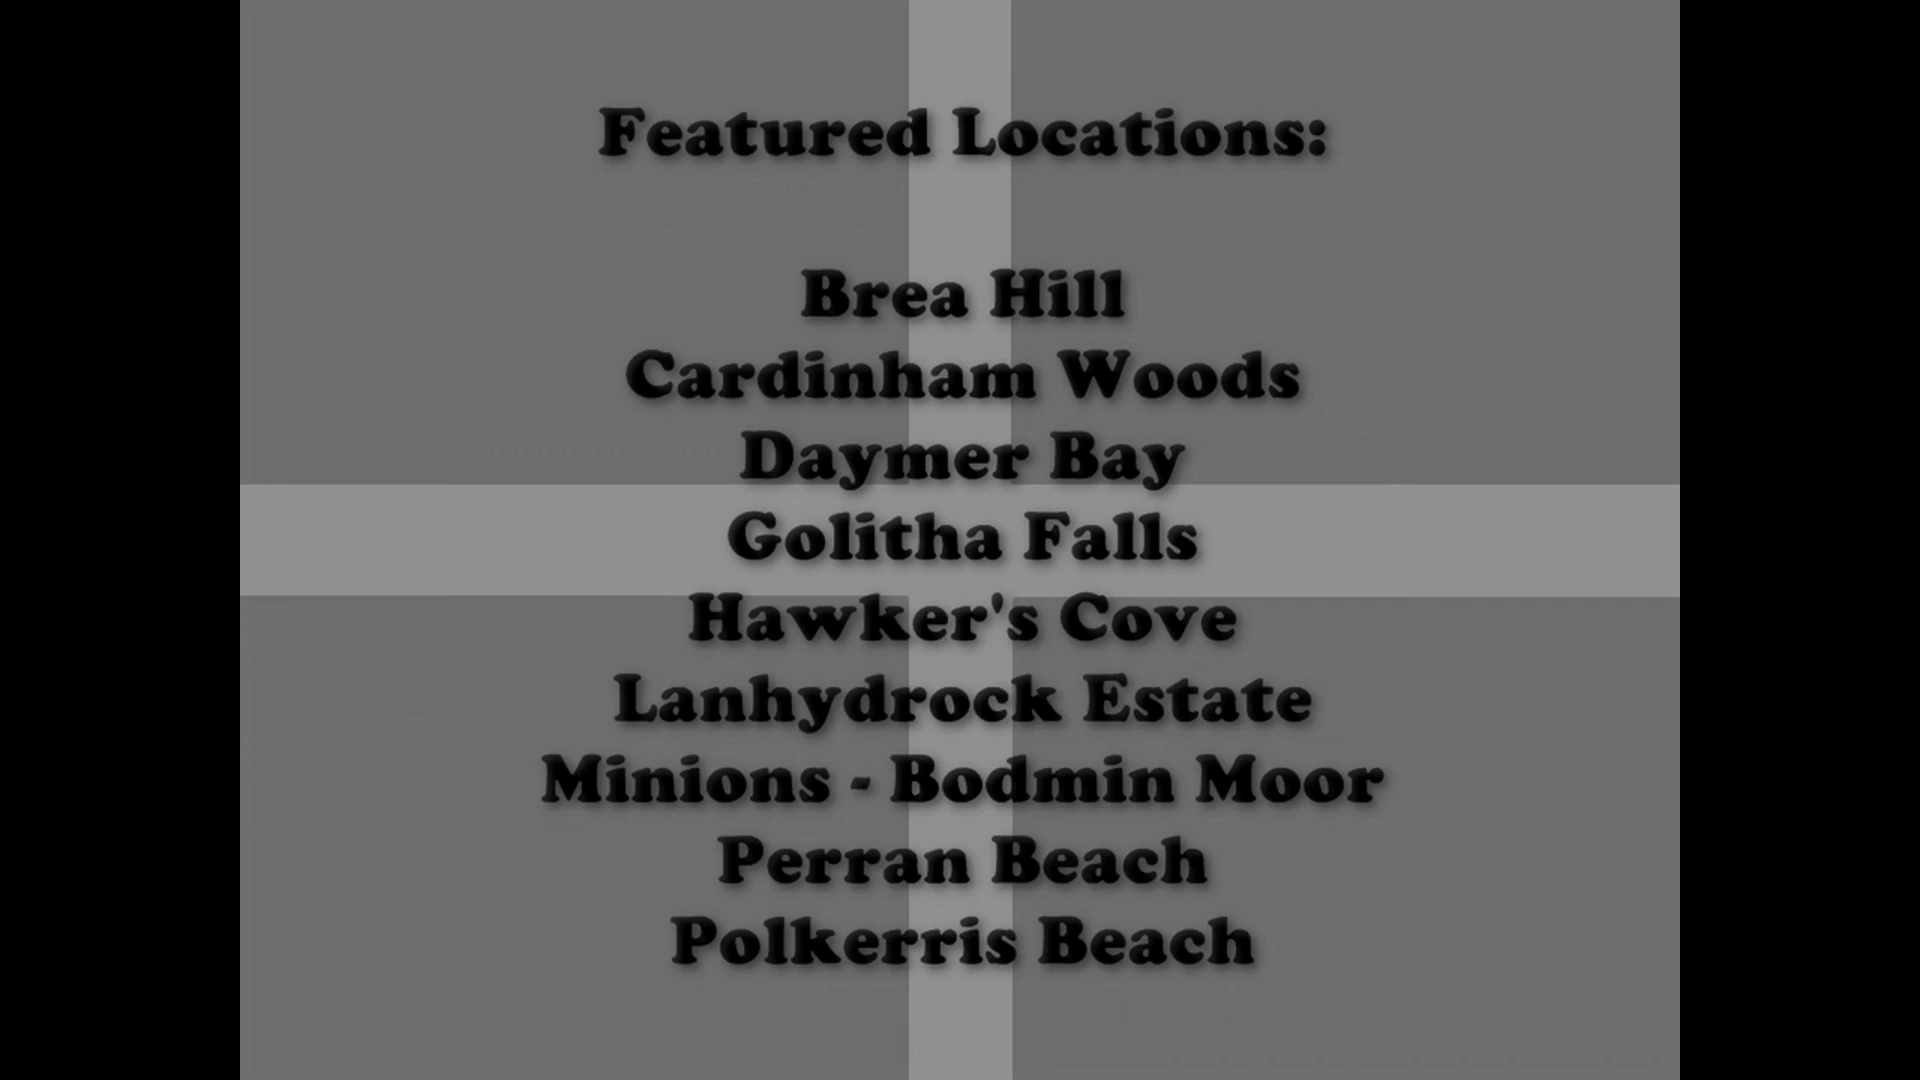 Featured Locations:
Brea Hill
Cardinham Woods
Daymer Bay
Golitha Falls
Hawker's Cove
Lanhydrock Estate
Minions - Bodmin Moor
Perran Beach
Polkerris Beach